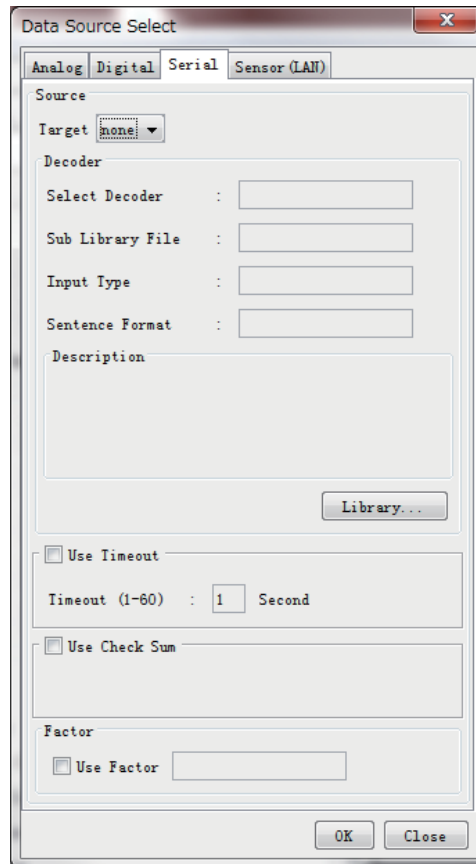 Data Source Select
Analog Digital Serial Sensor(LAN)
Source
Target none
Decoder
Select Decoder :
Sub Library File :
Input Type :
Sentence Format :
Description
Library...
Use Timeout
Timeout (1-60) : 1 Second
Use Check Sum
Factor
Use Factor
OK Close